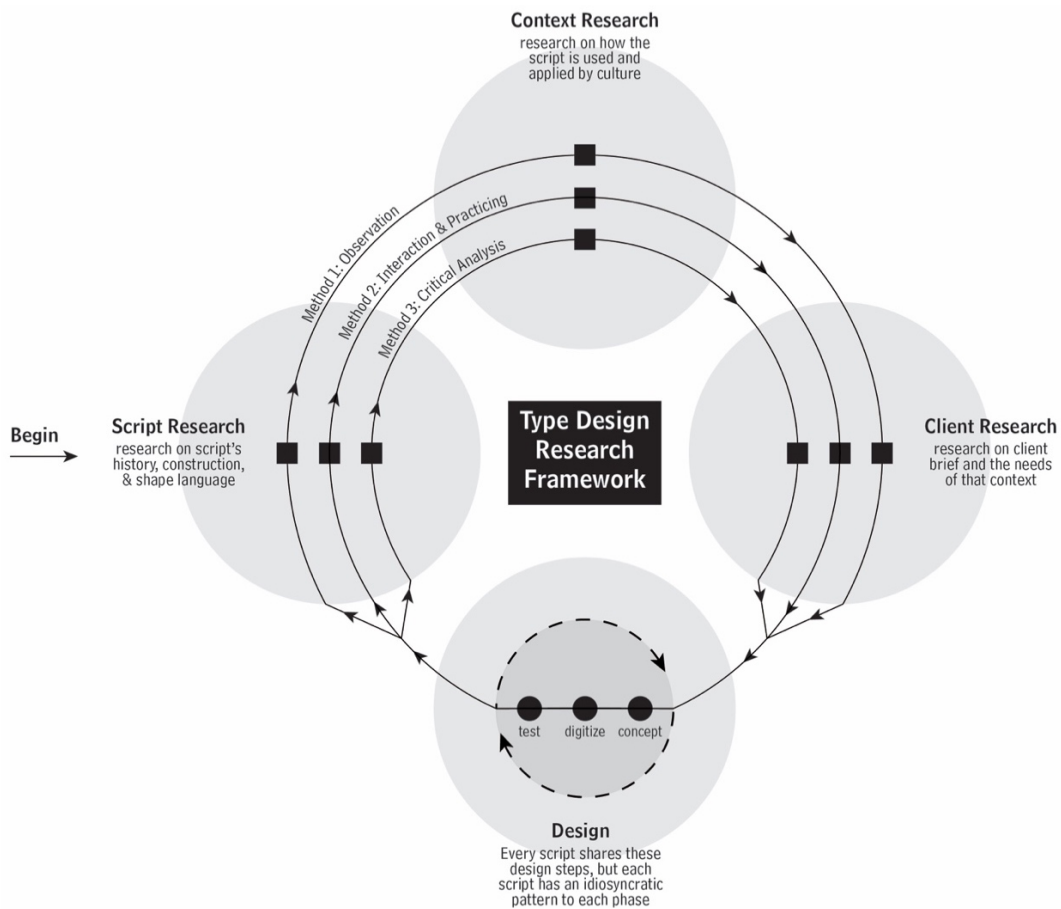 Context Research
research on how the
script is used and
applied by culture
Method 1: Observation
Method 2: Interaction & Practicing
Method 3: Critical Analysis
Begin
Script Research
research on script's
history, construction,
& shape language
Type Design
Research
Framework
Client Research
research on client
brief and the needs
of that context
test
digitize
concept
Design
Every script shares these
design steps, but each
script has an idiosyncratic
pattern to each phase